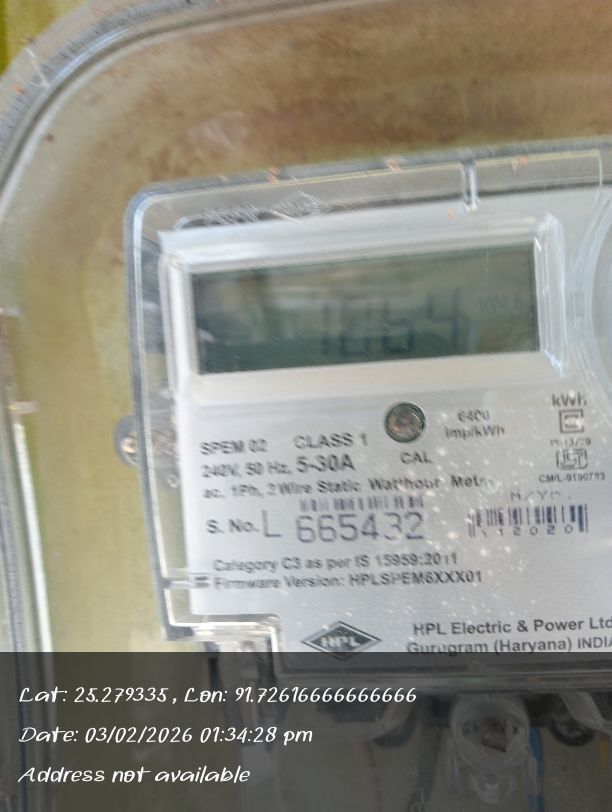 1064 kWh
kWh
6400
imp/kWh
SPEM 02 CLASS 1
CAL
240V, 50 Hz, 5-30A
ac, 1Ph, 2 Wire Static Watthour
M/YR.
S. No. L 665432
112020
Category C3 as per IS 15959:2011
Firmware Version: HPLSPEM6XXX01
HPL
HPL Electric & Power Ltd
Gurugram (Haryana) INDIA
Lat: 25.279335 , Lon: 91.72616666666666
Date: 03/02/2026 01:34:28 pm
Address not available